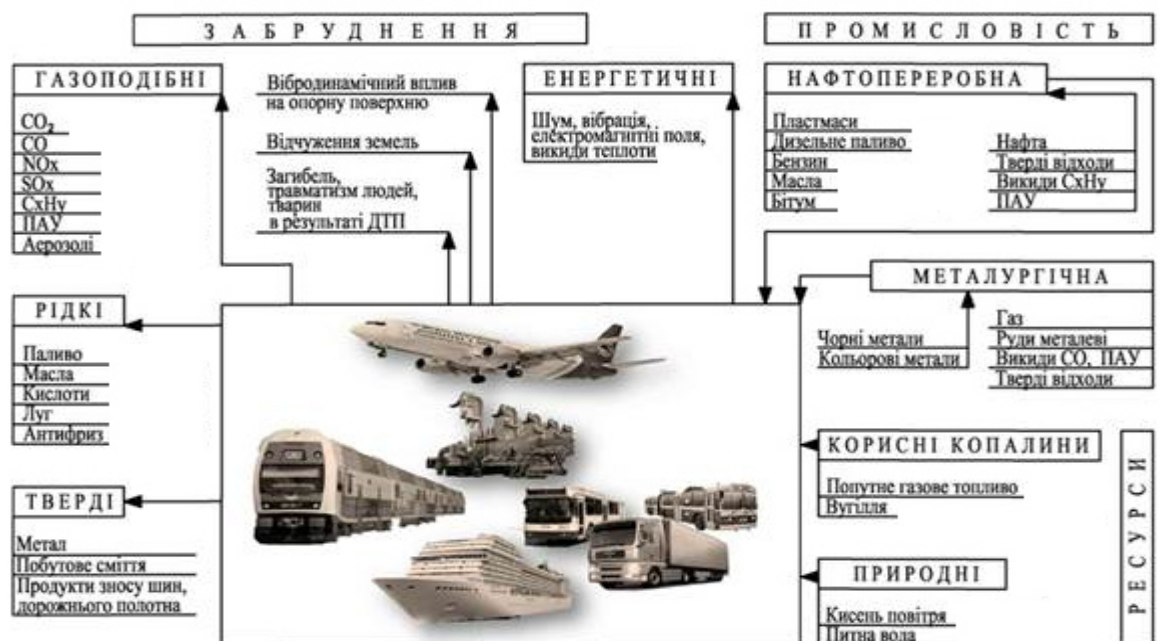 ЗАБРУДНЕННЯ
ПРОМИСЛОВІСТЬ
ГАЗОПОДІБНІ
CO₂
CO
NOx
SOx
CxHy
ПАУ
Аерозолі
Вібродинамічний вплив
на опорну поверхню
Відчуження земель
Загибель,
травматизм людей,
тварин
в результаті ДТП
ЕНЕРГЕТИЧНІ
Шум, вібрація,
електромагнітні поля,
викиди теплоти
НАФТОПЕРЕРОБНА
Пластмаси
Дизельне паливо
Бензин
Масла
Бітум
Нафта
Тверді відходи
Викиди CxHy
ПАУ
РІДКІ
Паливо
Масла
Кислоти
Луг
Антифриз
МЕТАЛУРГІЧНА
Чорні метали
Кольорові метали
Газ
Руди металеві
Викиди CO, ПАУ
Тверді відходи
ТВЕРДІ
Метал
Побутове сміття
Продукти зносу шин,
дорожнього полотна
КОРИСНІ КОПАЛИНИ
Попутне газове топливо
Вугілля
ПРИРОДНІ
Кисень повітря
Питна вода
РЕСУРСИ